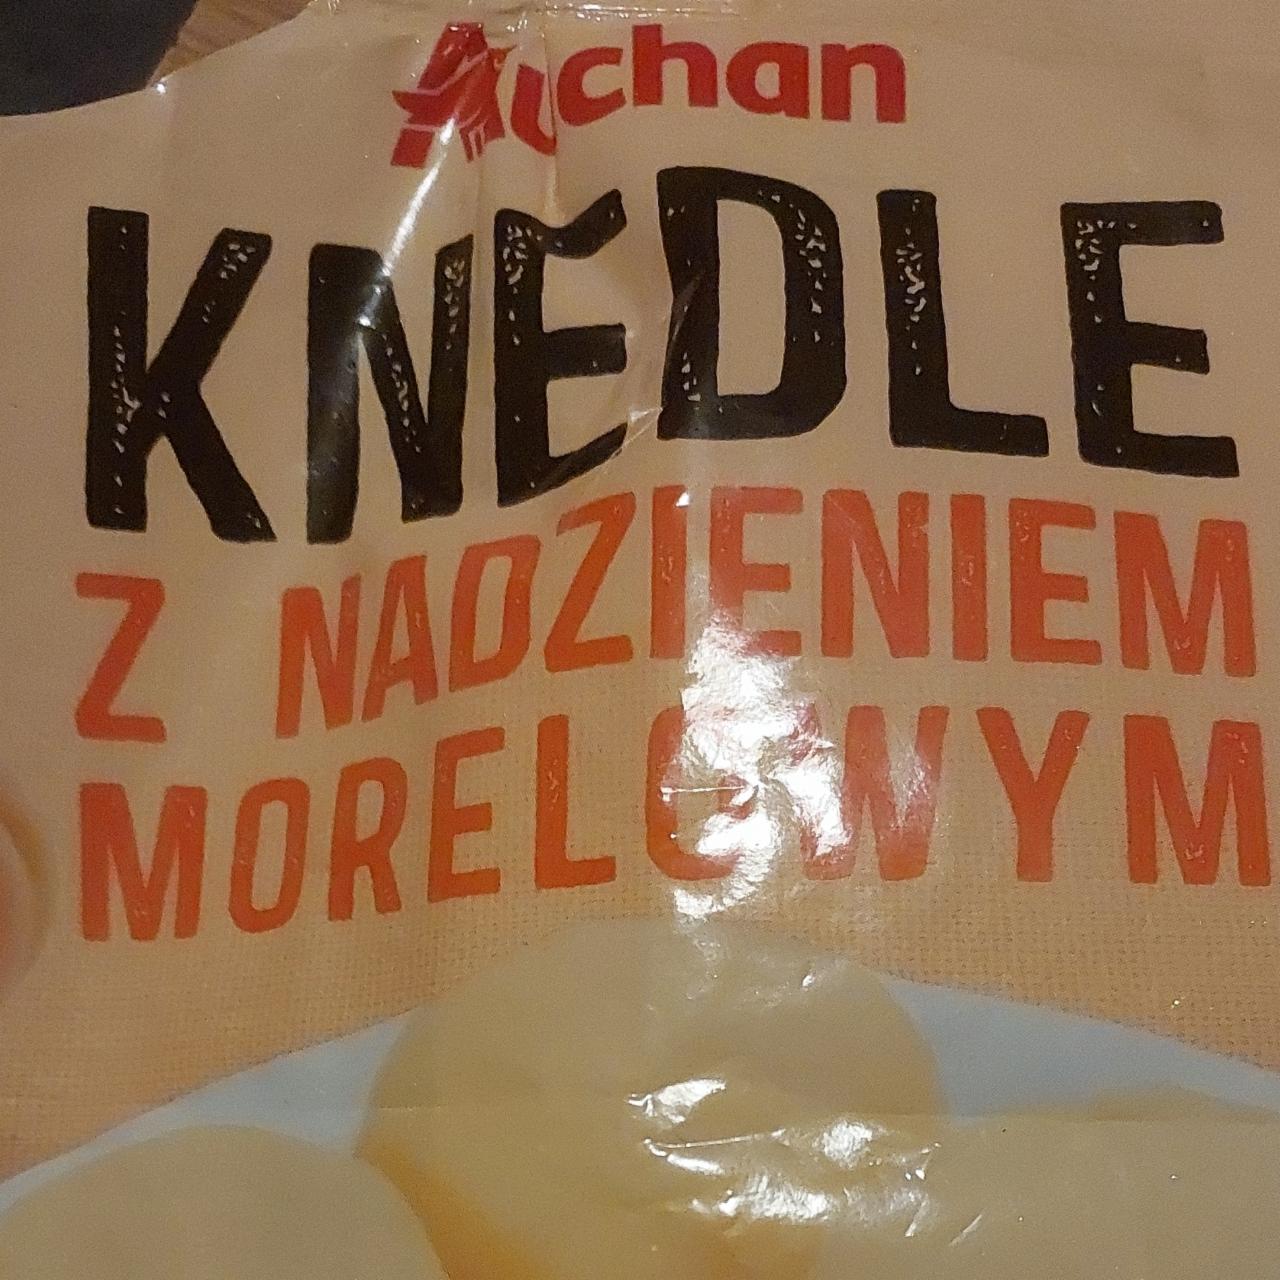 Auchan
KNEDLE
Z NADZIENIEM
MORELOWYM